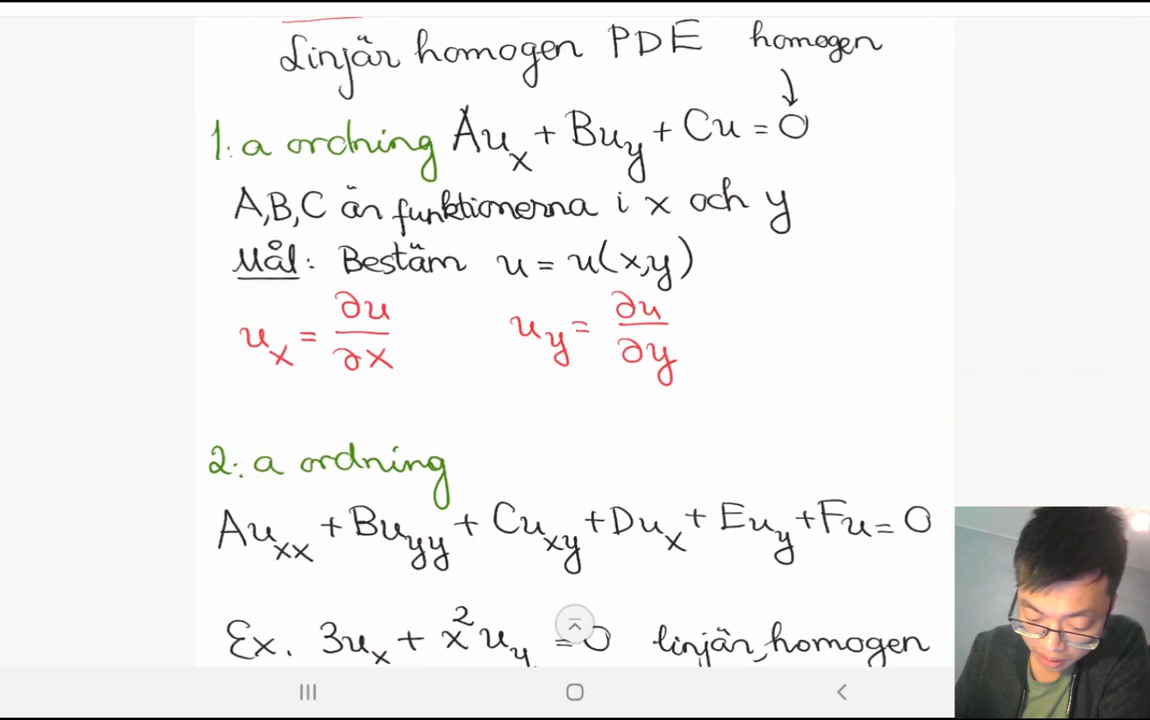 Linjär homogen PDE homogen
↓
1:a ordning Au_x + Bu_y + Cu = 0
A,B,C är funktionerna i x och y
Mål: Bestäm u = u(x,y)
u_x = ∂u/∂x u_y = ∂u/∂y
2:a ordning
Au_xx + Bu_yy + Cu_xy + Du_x + Eu_y + Fu = 0
Ex. 3u_x + x²u_y = 0 linjär, homogen